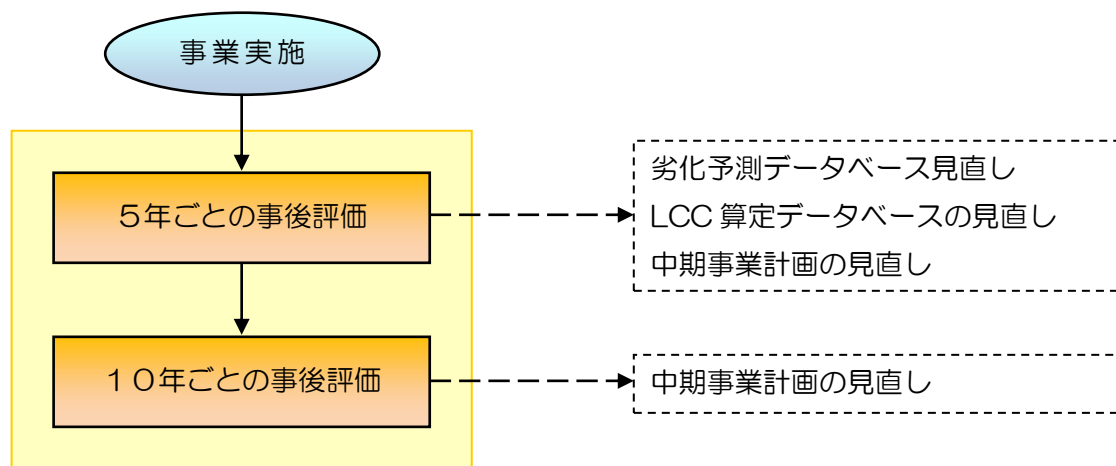 事業実施
5年ごとの事後評価
劣化予測データベース見直し
LCC 算定データベースの見直し
中期事業計画の見直し
10年ごとの事後評価
中期事業計画の見直し